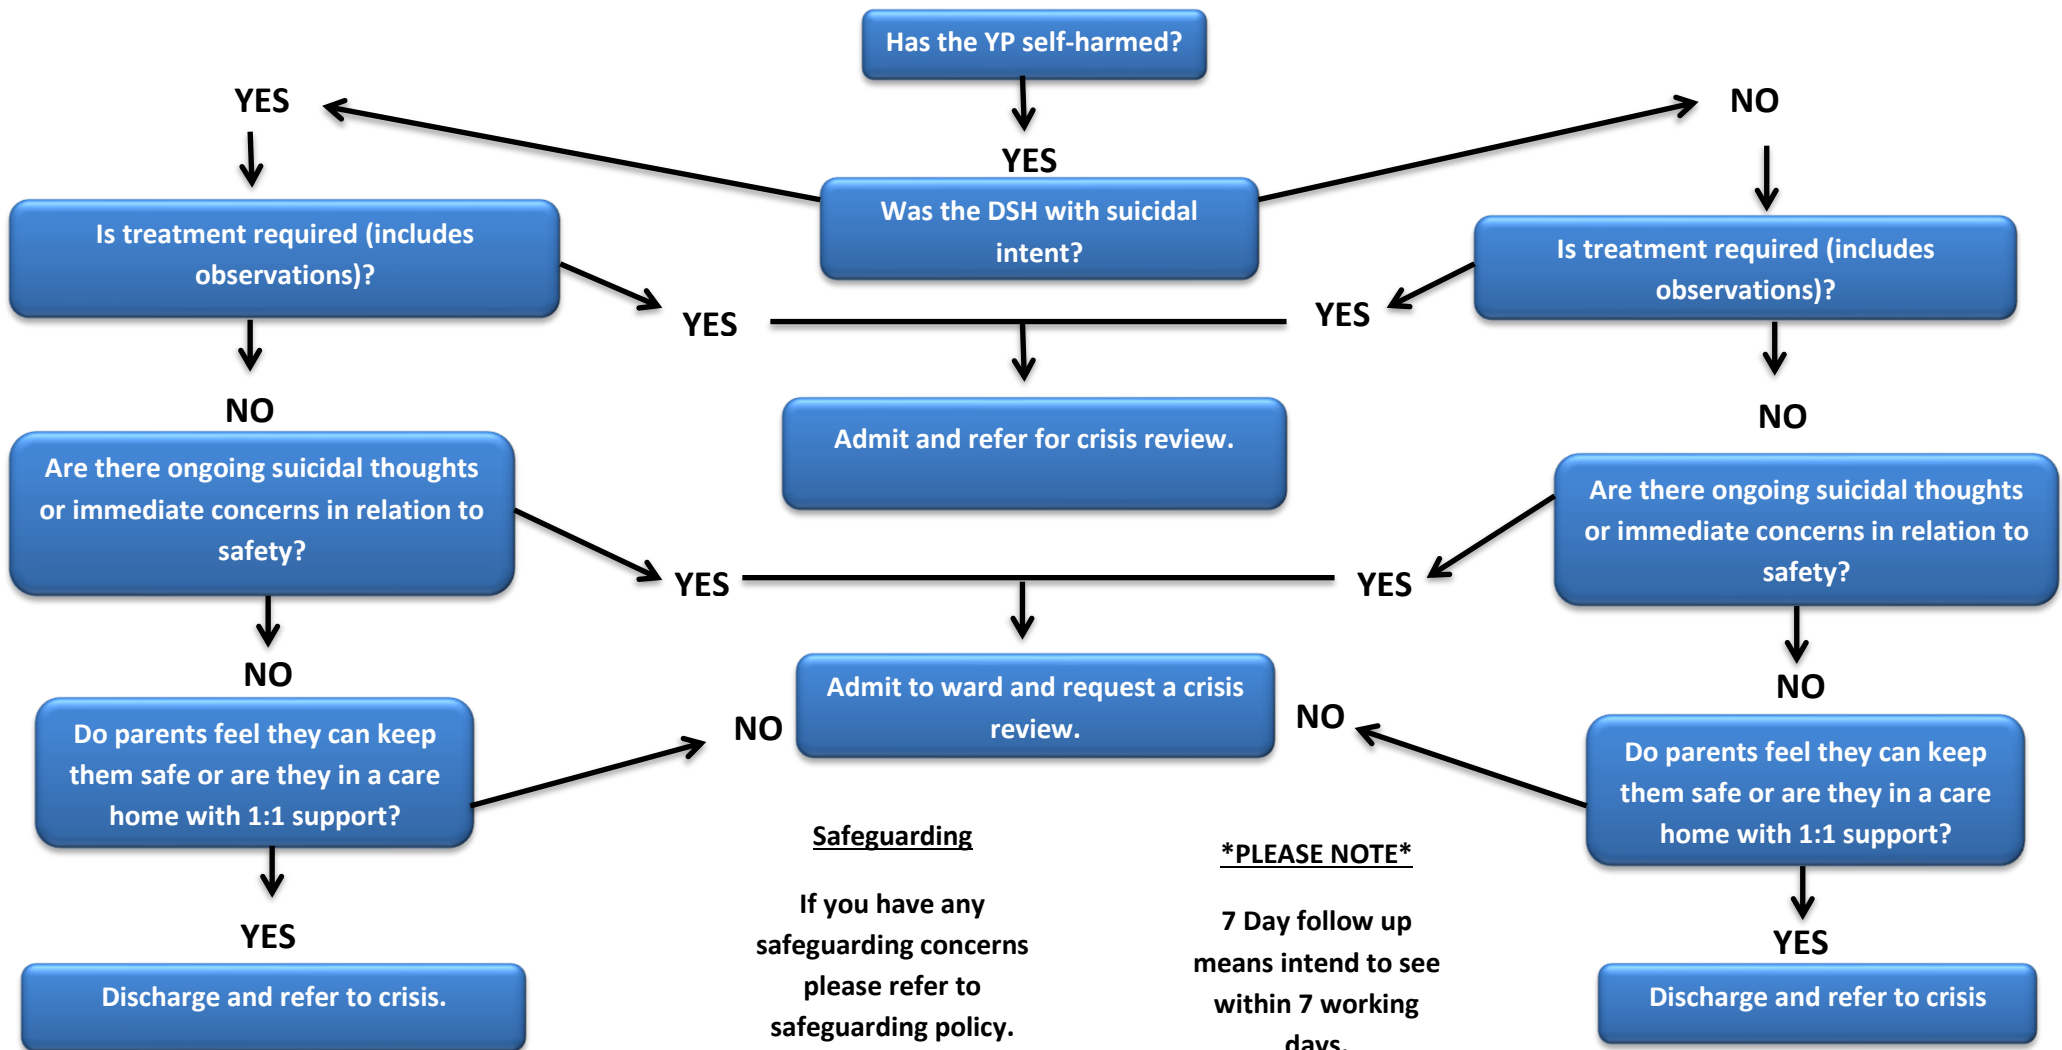 Has the YP self-harmed?
YES
NO
YES
Was the DSH with suicidal
intent?
Is treatment required (includes
observations)?
Is treatment required (includes
observations)?
YES
YES
NO
NO
Admit and refer for crisis review.
Are there ongoing suicidal thoughts
or immediate concerns in relation to
safety?
Are there ongoing suicidal thoughts
or immediate concerns in relation to
safety?
YES
YES
NO
NO
Admit to ward and request a crisis
review.
NO
NO
Do parents feel they can keep
them safe or are they in a care
home with 1:1 support?
Do parents feel they can keep
them safe or are they in a care
home with 1:1 support?
Safeguarding
If you have any
safeguarding concerns
please refer to
safeguarding policy.
*PLEASE NOTE*
7 Day follow up
means intend to see
within 7 working
days.
YES
YES
Discharge and refer to crisis.
Discharge and refer to crisis